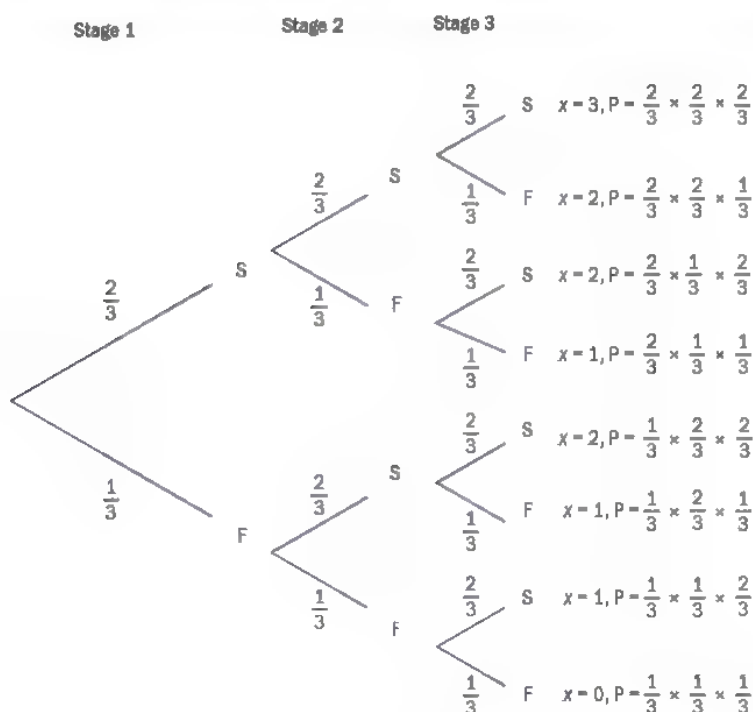 Stage 1 Stage 2 Stage 3
2/3 S x = 3, P = 2/3 × 2/3 × 2/3
2/3 S
1/3 F x = 2, P = 2/3 × 2/3 × 1/3
2/3 S
2/3 S x = 2, P = 2/3 × 1/3 × 2/3
1/3 F
1/3 F x = 1, P = 2/3 × 1/3 × 1/3
2/3 S x = 2, P = 1/3 × 2/3 × 2/3
2/3 S
1/3 F
1/3 F x = 1, P = 1/3 × 2/3 × 1/3
2/3 S x = 1, P = 1/3 × 1/3 × 2/3
1/3 F
1/3 F x = 0, P = 1/3 × 1/3 × 1/3